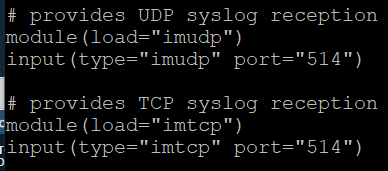 # provides UDP syslog reception
module(load="imudp")
input(type="imudp" port="514")
# provides TCP syslog reception
module(load="imtcp")
input(type="imtcp" port="514")